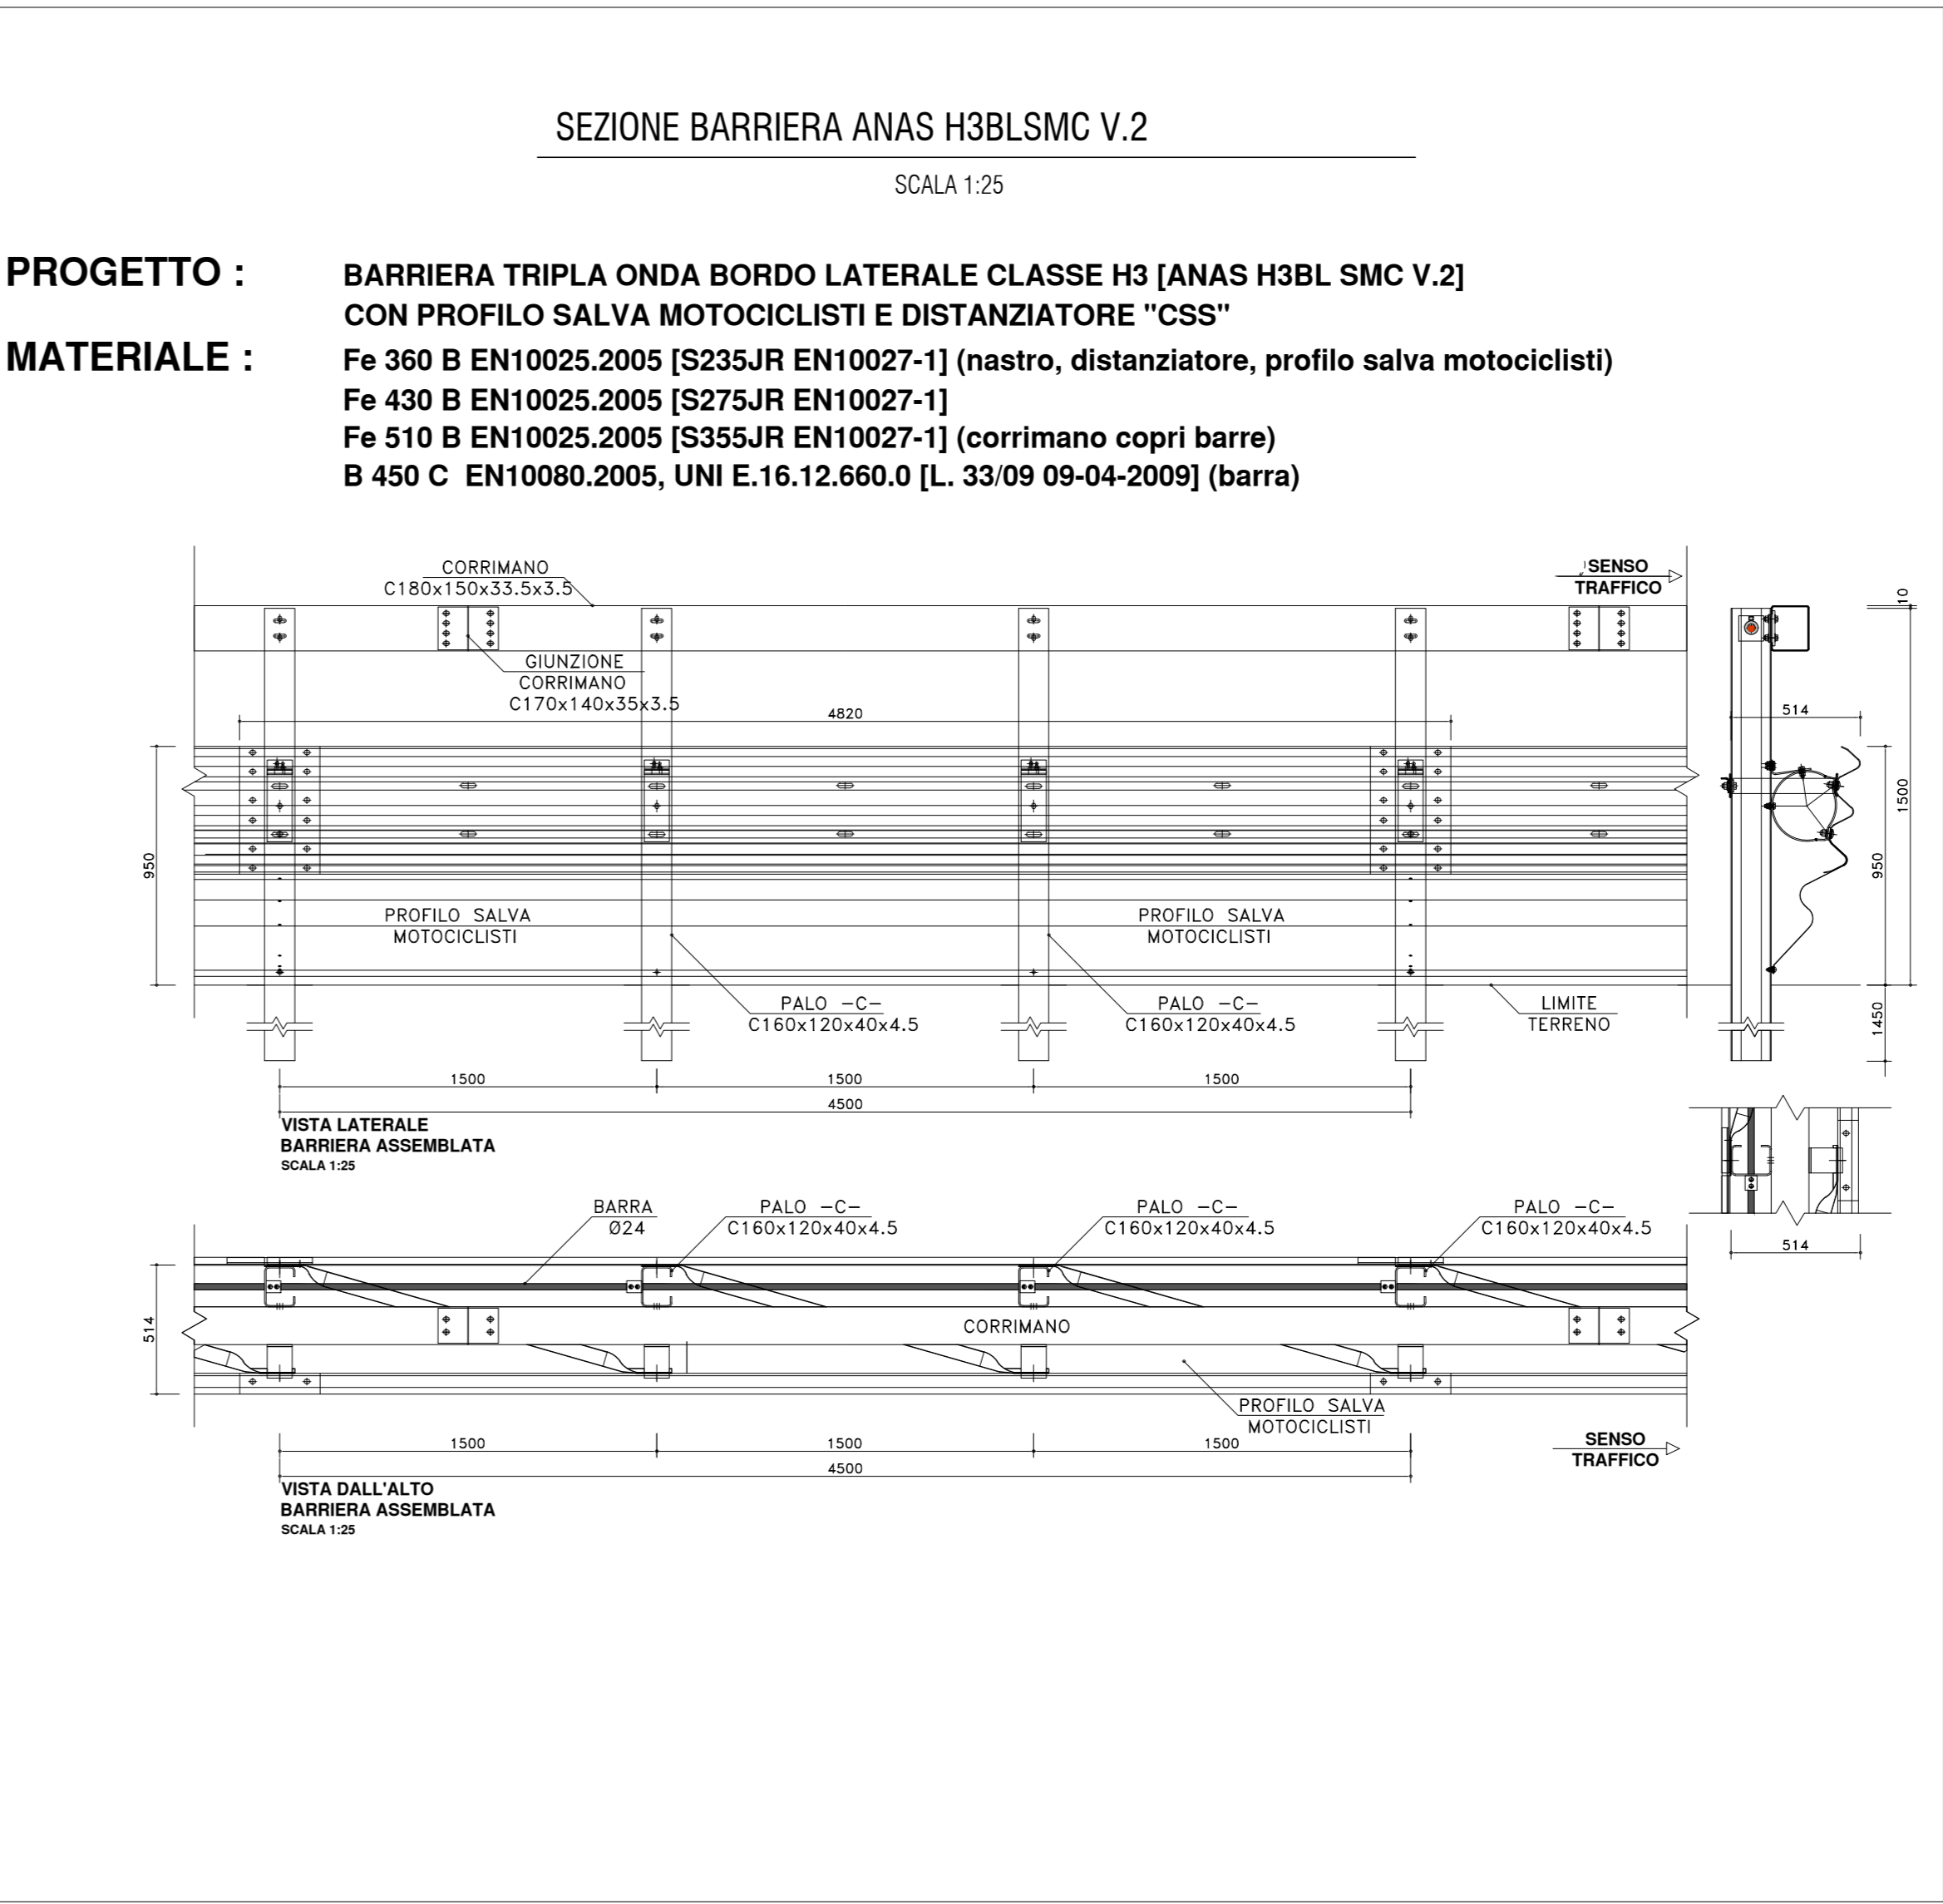 SEZIONE BARRIERA ANAS H3BLSMC V.2
SCALA 1:25
PROGETTO : BARRIERA TRIPLA ONDA BORDO LATERALE CLASSE H3 [ANAS H3BL SMC V.2]
CON PROFILO SALVA MOTOCICLISTI E DISTANZIATORE "CSS"
MATERIALE : Fe 360 B EN10025.2005 [S235JR EN10027-1] (nastro, distanziatore, profilo salva motociclisti)
Fe 430 B EN10025.2005 [S275JR EN10027-1]
Fe 510 B EN10025.2005 [S355JR EN10027-1] (corrimano copri barre)
B 450 C EN10080.2005, UNI E.16.12.660.0 [L. 33/09 09-04-2009] (barra)
CORRIMANO
C180x150x33.5x3.5
SENSO
TRAFFICO
10
GIUNZIONE
CORRIMANO
C170x140x35x3.5
4820
514
950
1500
950
PROFILO SALVA
MOTOCICLISTI
PROFILO SALVA
MOTOCICLISTI
PALO -C-
C160x120x40x4.5
PALO -C-
C160x120x40x4.5
LIMITE
TERRENO
1450
1500
1500
1500
4500
VISTA LATERALE
BARRIERA ASSEMBLATA
SCALA 1:25
514
BARRA
Ø24
PALO -C-
C160x120x40x4.5
PALO -C-
C160x120x40x4.5
PALO -C-
C160x120x40x4.5
514
CORRIMANO
PROFILO SALVA
MOTOCICLISTI
1500
1500
1500
4500
SENSO
TRAFFICO
VISTA DALL'ALTO
BARRIERA ASSEMBLATA
SCALA 1:25